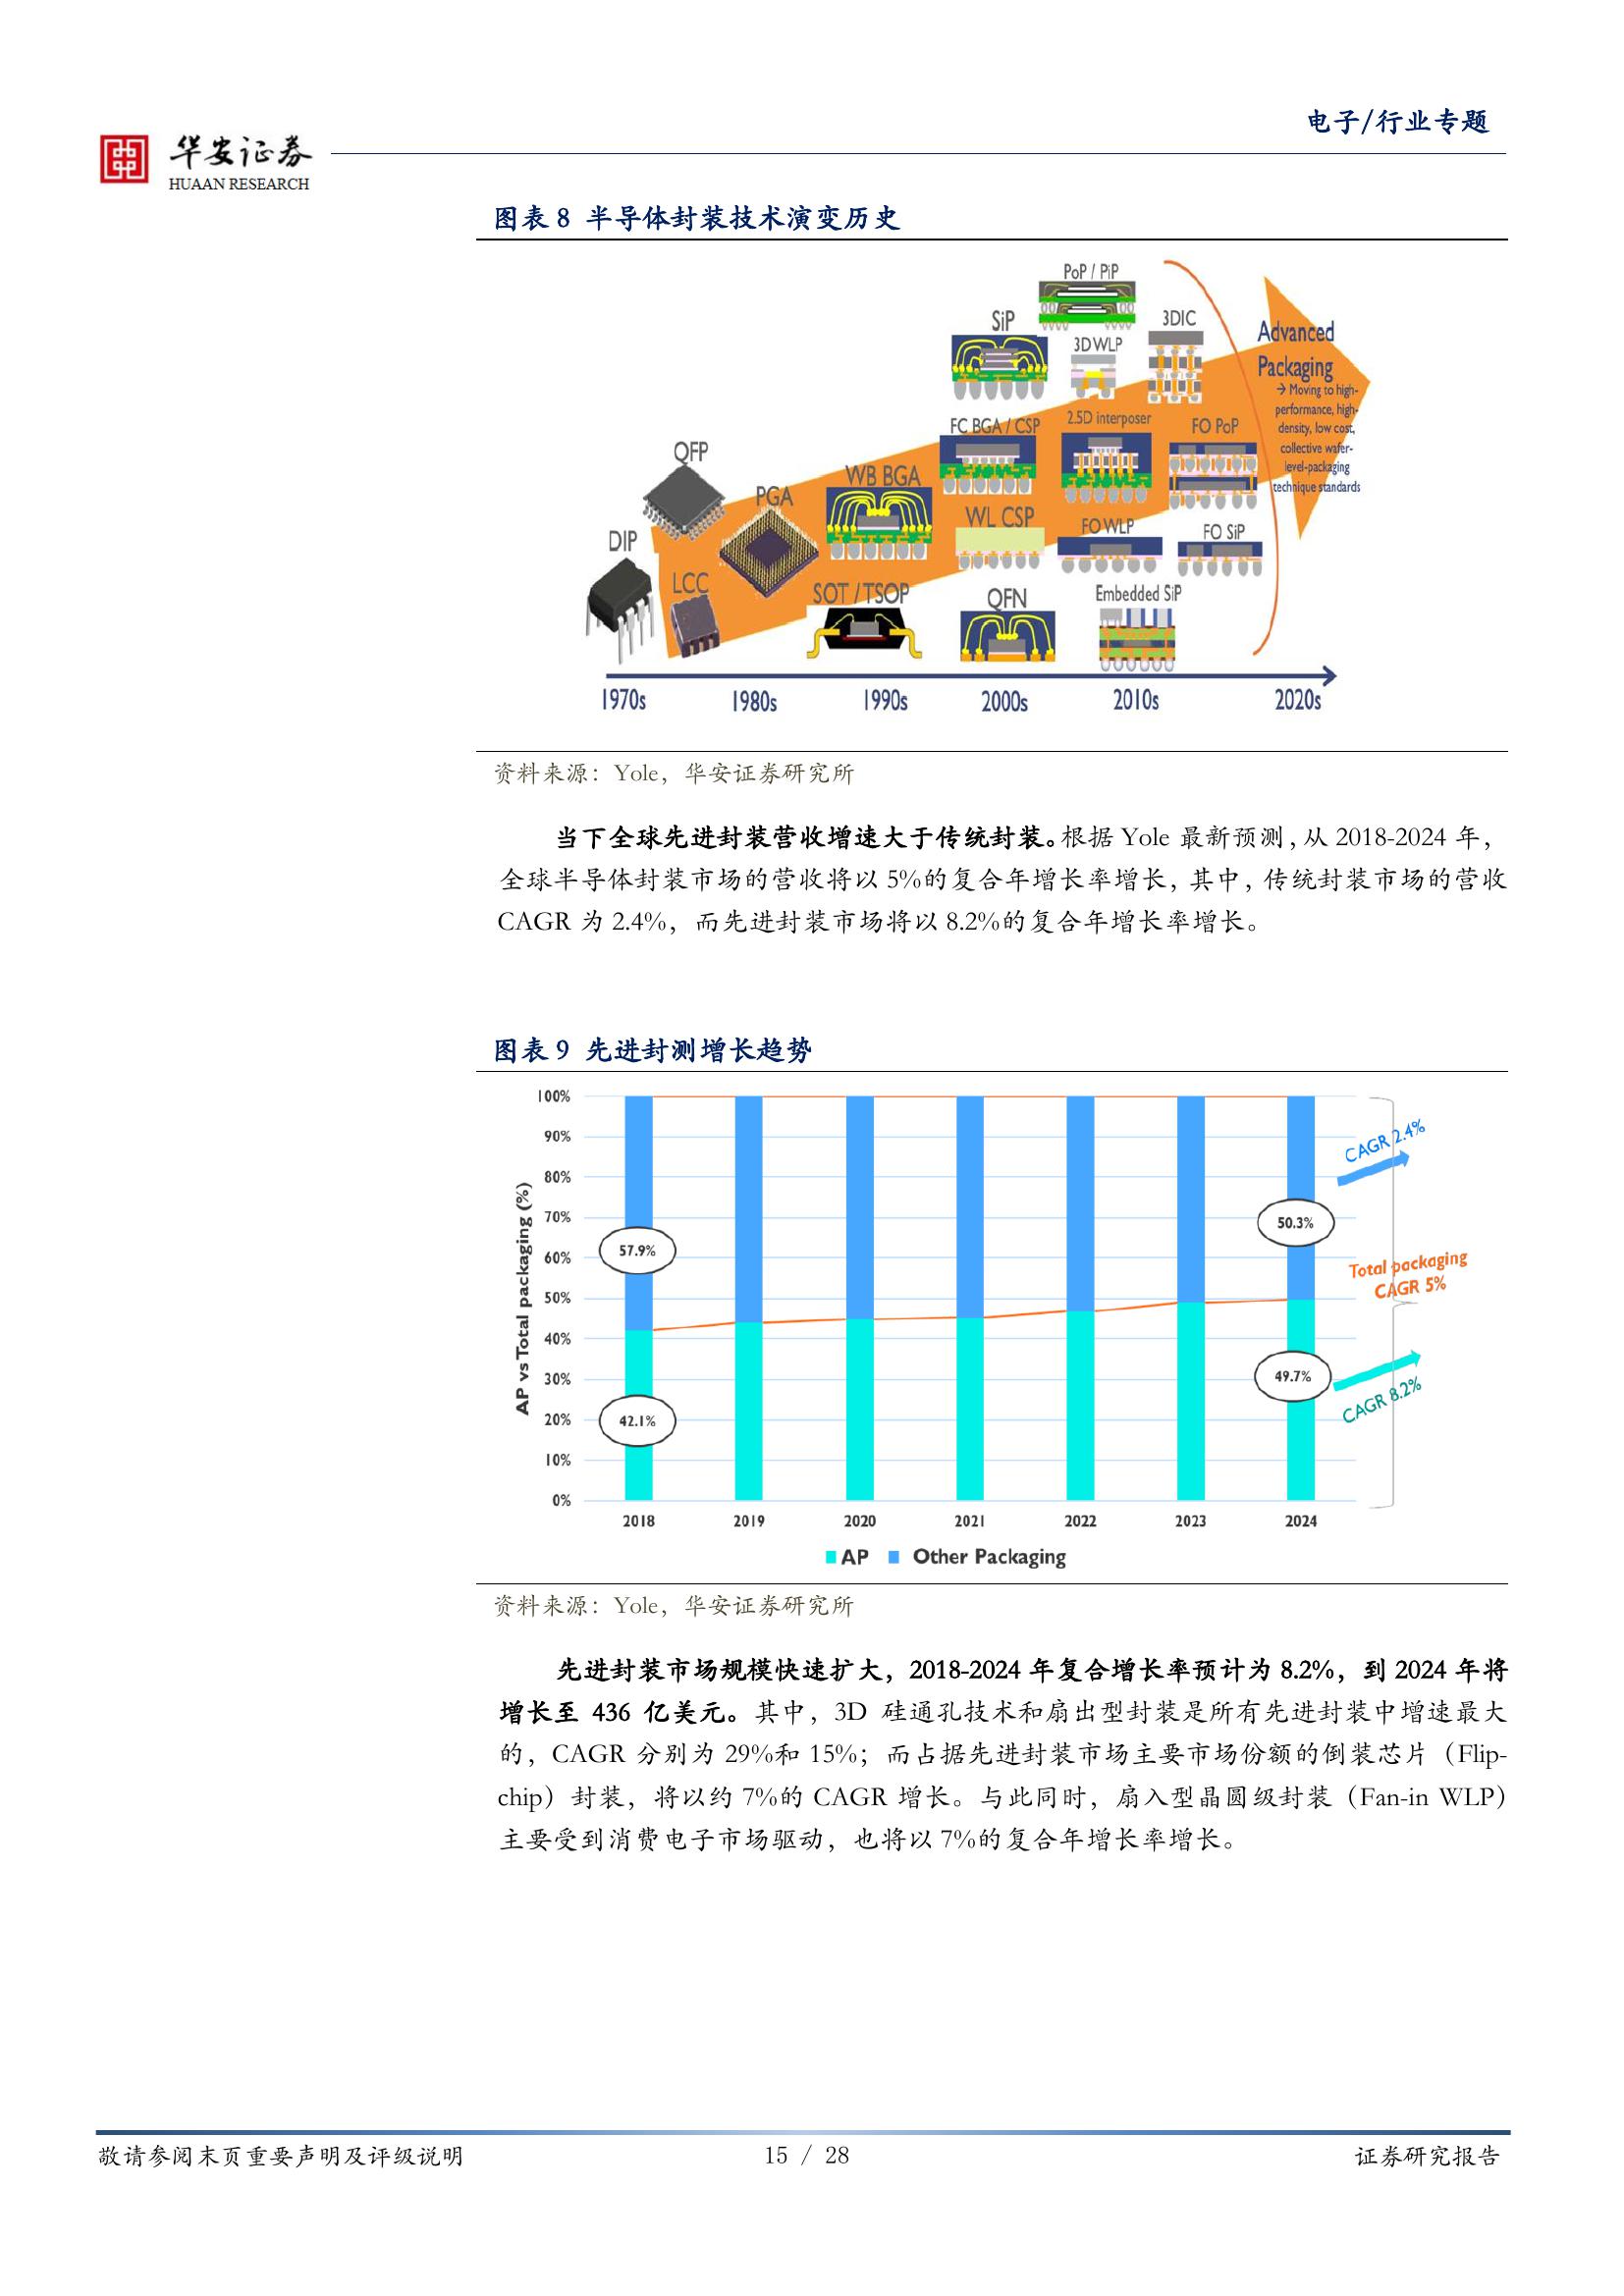 电子/行业专题
华安证券
HUAAN RESEARCH
图表 8 半导体封装技术演变历史
PoP / PiP
SiP
3DIC
3D WLP
Advanced
Packaging
→ Moving to high-
performance, high-
density, low cost,
collective wafer-
level-packaging
technique standards
FC BGA / CSP
2.5D interposer
FO PoP
QFP
WB BGA
PGA
WL CSP
FO WLP
FO SiP
DIP
LCC
SOT / TSOP
QFN
Embedded SiP
1970s
1980s
1990s
2000s
2010s
2020s
资料来源：Yole，华安证券研究所
当下全球先进封装营收增速大于传统封装。根据 Yole 最新预测，从 2018-2024 年，
全球半导体封装市场的营收将以 5%的复合年增长率增长，其中，传统封装市场的营收
CAGR 为 2.4%，而先进封装市场将以 8.2%的复合年增长率增长。
图表 9 先进封测增长趋势
AP vs Total packaging (%)
100%
90%
80%
70%
60%
50%
40%
30%
20%
10%
0%
57.9%
42.1%
50.3%
49.7%
CAGR 2.4%
Total packaging
CAGR 5%
CAGR 8.2%
2018
2019
2020
2021
2022
2023
2024
AP
Other Packaging
资料来源：Yole，华安证券研究所
先进封装市场规模快速扩大，2018-2024 年复合增长率预计为 8.2%，到 2024 年将
增长至 436 亿美元。其中，3D 硅通孔技术和扇出型封装是所有先进封装中增速最大
的，CAGR 分别为 29%和 15%；而占据先进封装市场主要市场份额的倒装芯片（Flip-
chip）封装，将以约 7%的 CAGR 增长。与此同时，扇入型晶圆级封装（Fan-in WLP）
主要受到消费电子市场驱动，也将以 7%的复合年增长率增长。
敬请参阅末页重要声明及评级说明
15 / 28
证券研究报告